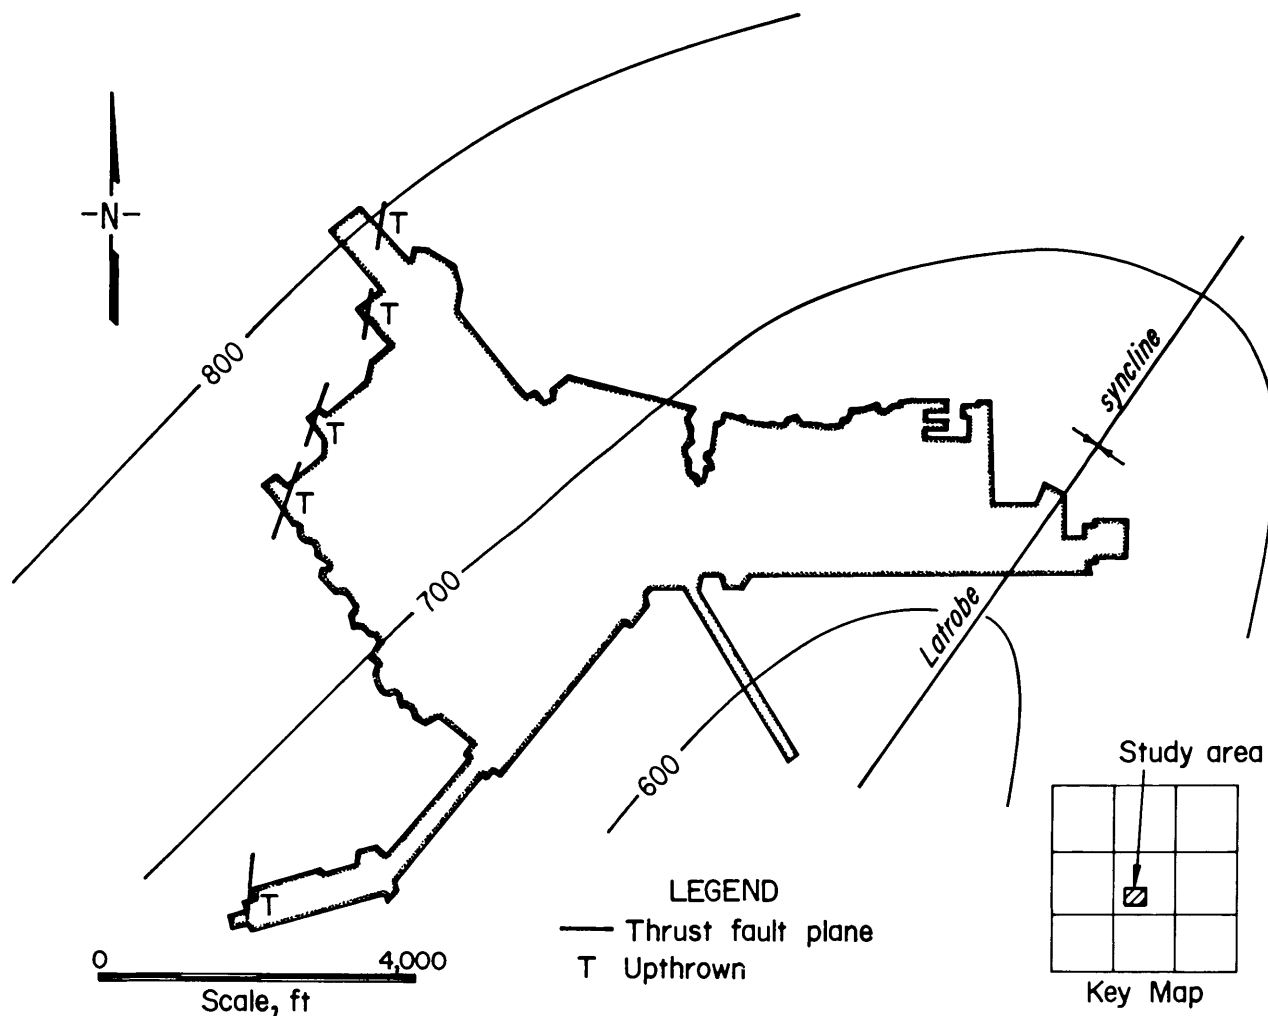 -N-
T
T
800
T
T
syncline
700
Latrobe
600
T
Study area
LEGEND
Thrust fault plane
T Upthrown
0 4,000
Scale, ft
Key Map